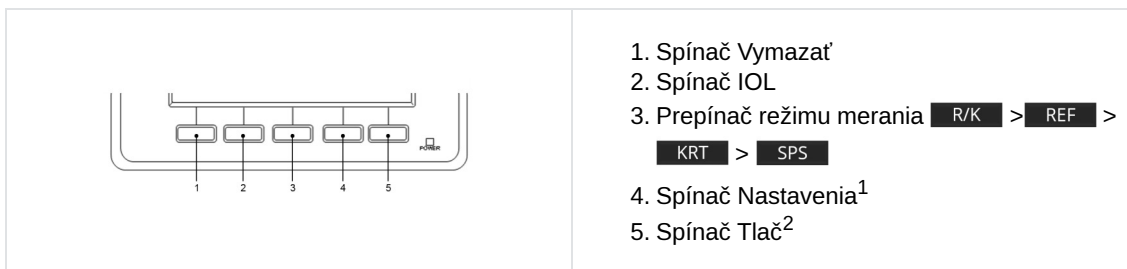 POWER
1 2 3 4 5
1. Spínač Vymazať
2. Spínač IOL
3. Prepínač režimu merania R/K > REF >
KRT > SPS
4. Spínač Nastavenia1
5. Spínač Tlač2